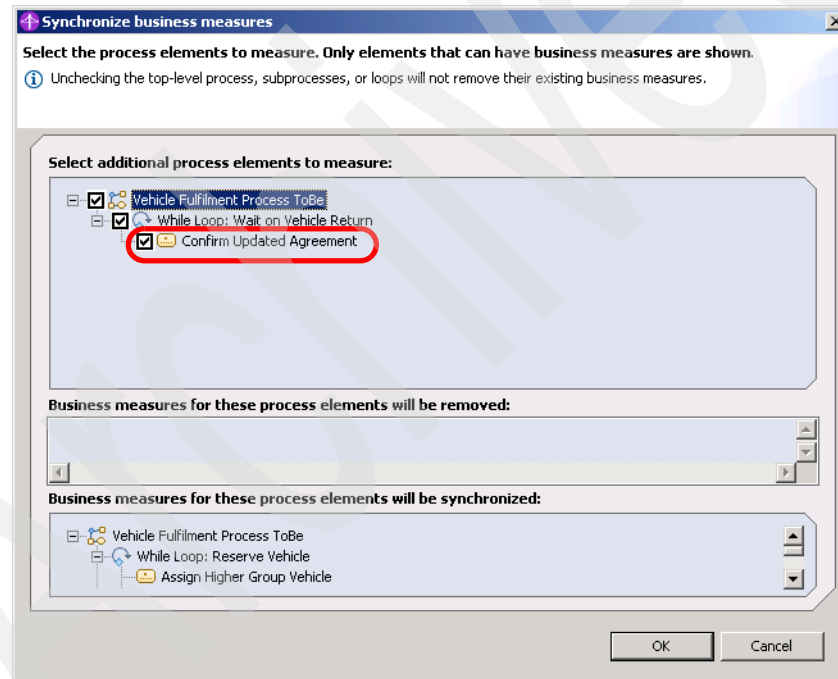 Synchronize business measures
Select the process elements to measure. Only elements that can have business measures are shown.
Unchecking the top-level process, subprocesses, or loops will not remove their existing business measures.
Select additional process elements to measure:
Vehicle Fulfilment Process ToBe
While Loop: Wait on Vehicle Return
Confirm Updated Agreement
Business measures for these process elements will be removed:
Business measures for these process elements will be synchronized:
Vehicle Fulfilment Process ToBe
While Loop: Reserve Vehicle
Assign Higher Group Vehicle
OK Cancel